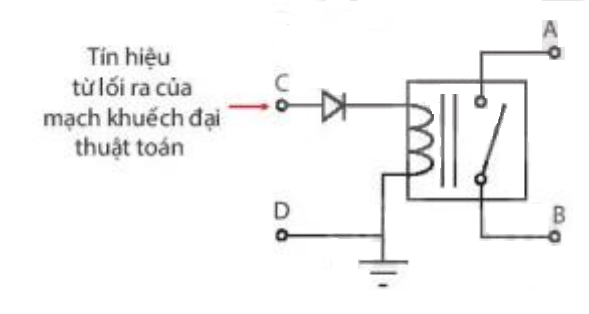 A
Tín hiệu
từ lối ra của
mạch khuếch đại
thuật toán
C
D
B